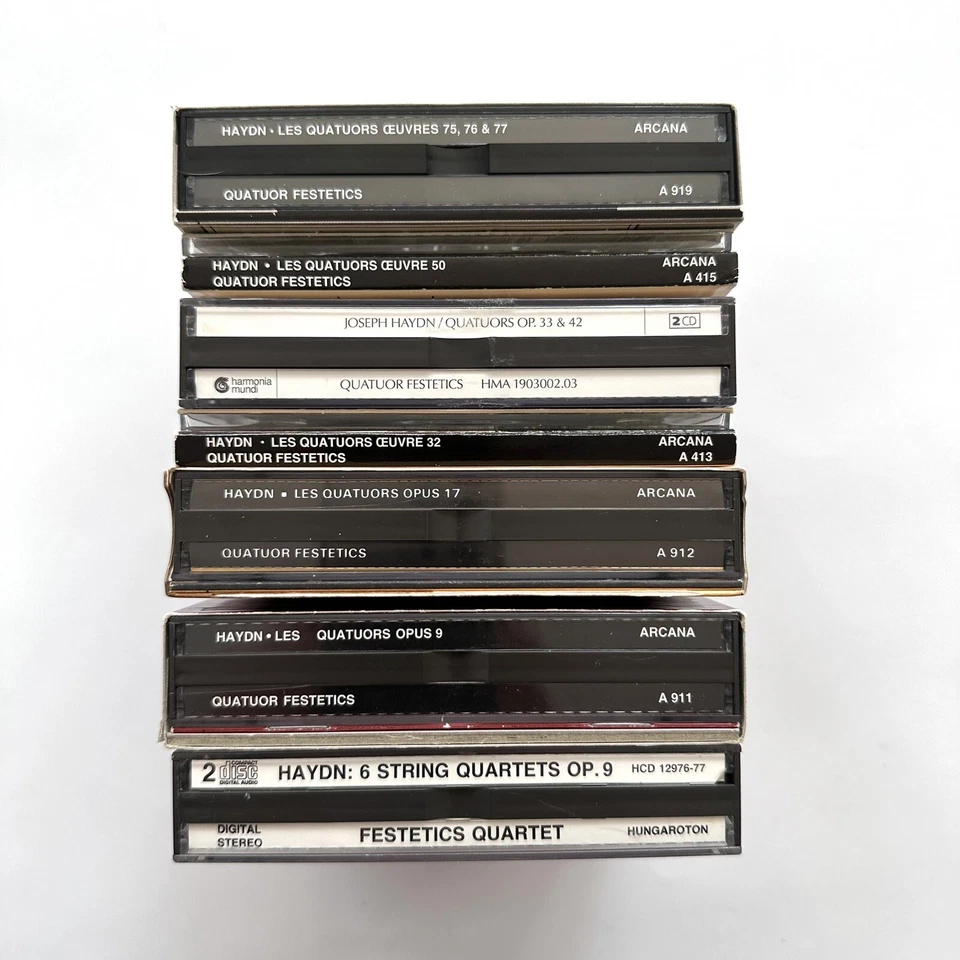 HAYDN • LES QUATUORS ŒUVRES 75, 76 & 77 ARCANA
QUATUOR FESTETICS A 919
HAYDN • LES QUATUORS ŒUVRE 50 ARCANA
QUATUOR FESTETICS A 415
JOSEPH HAYDN / QUATUORS OP. 33 & 42 2 CD
harmonia mundi QUATUOR FESTETICS HMA 1903002.03
HAYDN • LES QUATUORS ŒUVRE 32 ARCANA
QUATUOR FESTETICS A 413
HAYDN ▪ LES QUATUORS OPUS 17 ARCANA
QUATUOR FESTETICS A 912
HAYDN • LES QUATUORS OPUS 9 ARCANA
QUATUOR FESTETICS A 911
2 COMPACT disc DIGITAL AUDIO HAYDN: 6 STRING QUARTETS OP. 9 HCD 12976-77
DIGITAL STEREO FESTETICS QUARTET HUNGAROTON